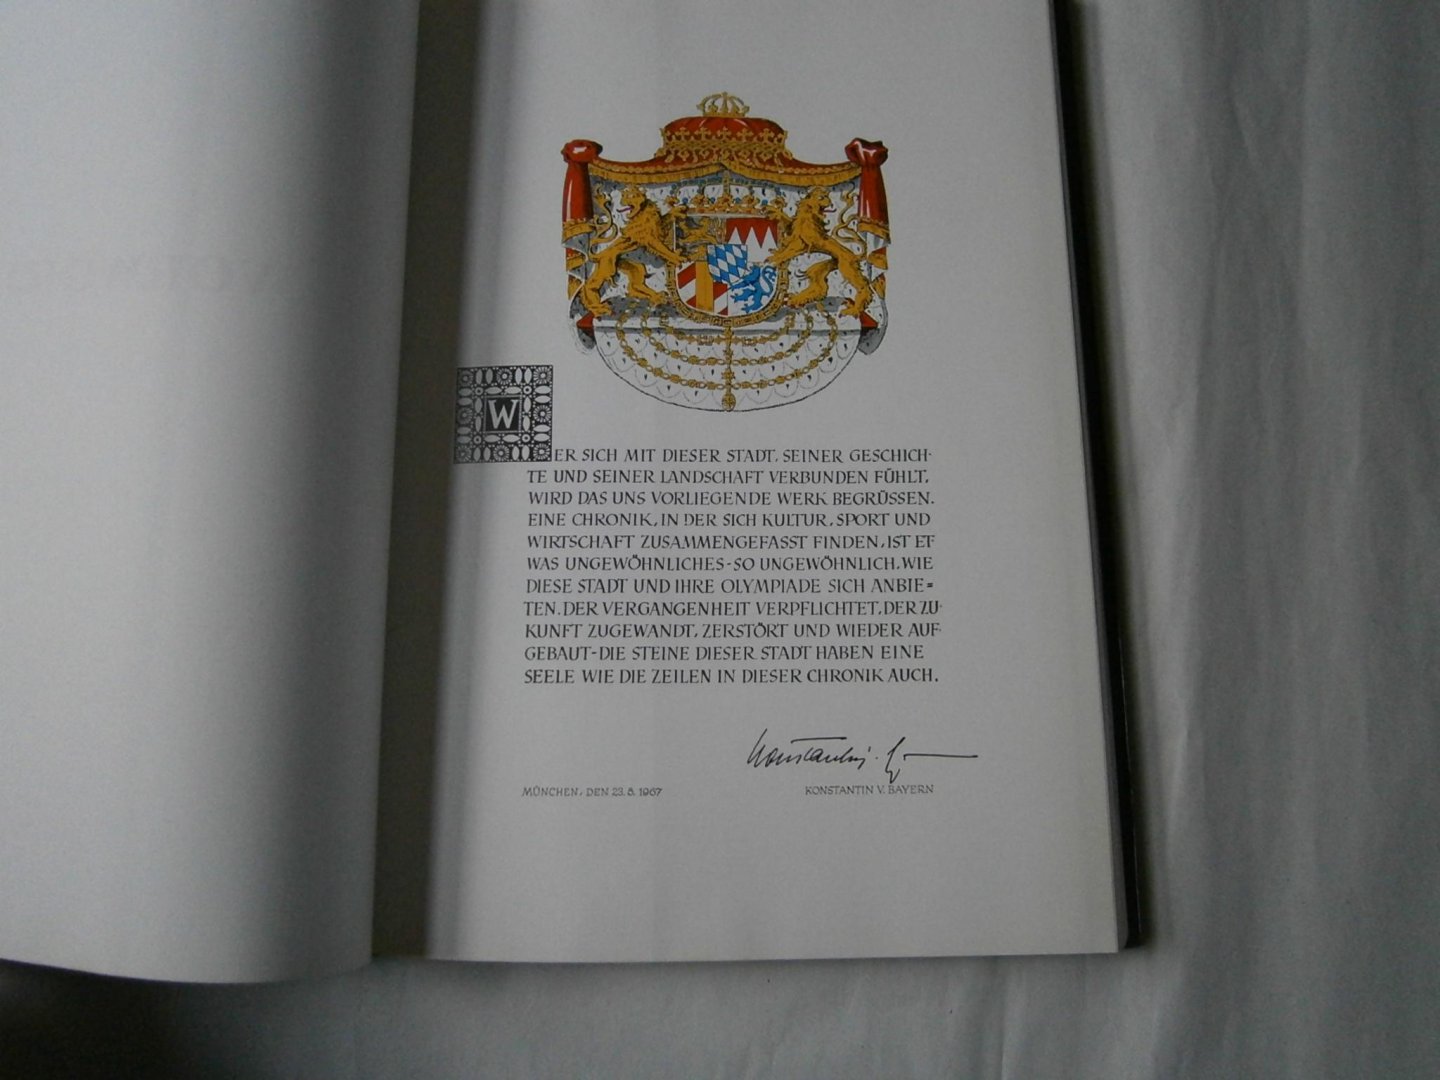 WER SICH MIT DIESER STADT, SEINER GESCHICH-
TE UND SEINER LANDSCHAFT VERBUNDEN FÜHLT,
WIRD DAS UNS VORLIEGENDE WERK BEGRÜSSEN.
EINE CHRONIK, IN DER SICH KULTUR, SPORT UND
WIRTSCHAFT ZUSAMMENGEFASST FINDEN, IST ET
WAS UNGEWÖHNLICHES - SO UNGEWÖHNLICH, WIE
DIESE STADT UND IHRE OLYMPIADE SICH ANBIE=
TEN. DER VERGANGENHEIT VERPFLICHTET, DER ZU-
KUNFT ZUGEWANDT, ZERSTÖRT UND WIEDER AUF-
GEBAUT - DIE STEINE DIESER STADT HABEN EINE
SEELE WIE DIE ZEILEN IN DIESER CHRONIK AUCH.
Konstantin
MÜNCHEN, DEN 1967 KONSTANTIN V. BAYERN